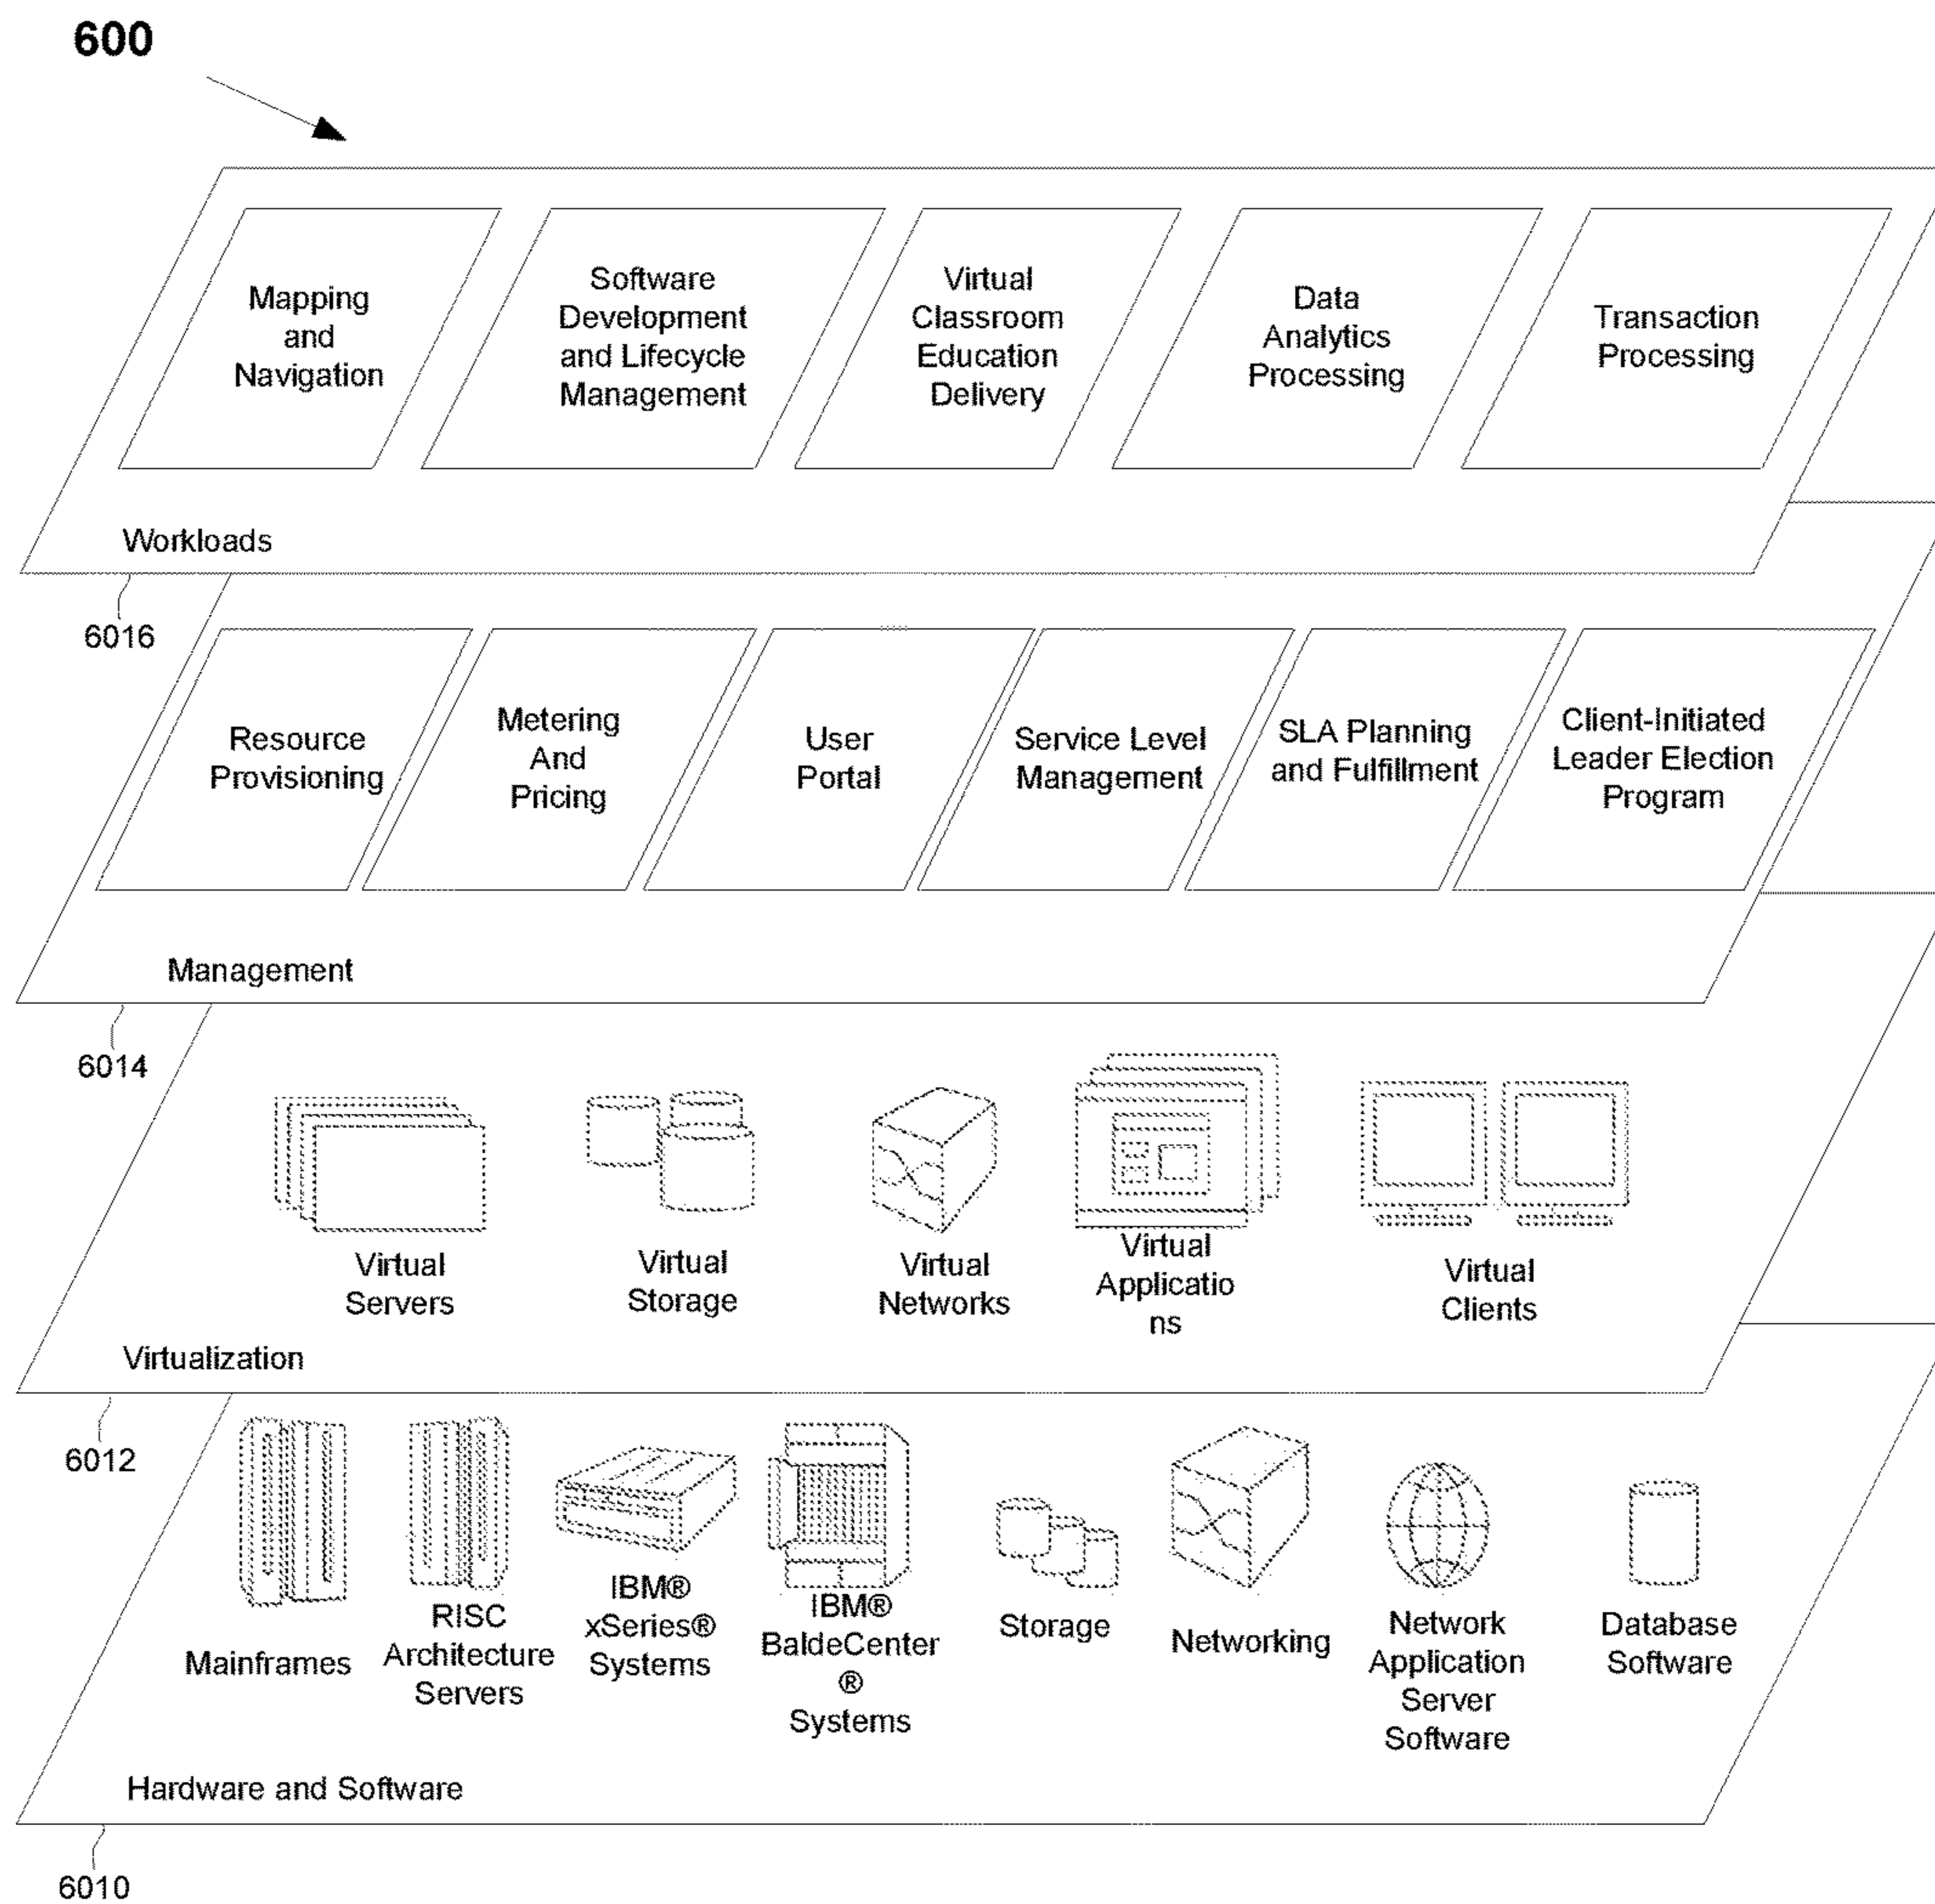 600
Mapping
and
Navigation
Software
Development
and Lifecycle
Management
Virtual
Classroom
Education
Delivery
Data
Analytics
Processing
Transaction
Processing
Workloads
6016
Resource
Provisioning
Metering
And
Pricing
User
Portal
Service Level
Management
SLA Planning
and Fulfillment
Client-Initiated
Leader Election
Program
Management
6014
Virtual
Servers
Virtual
Storage
Virtual
Networks
Virtual
Applicatio
ns
Virtual
Clients
Virtualization
6012
Mainframes
RISC
Architecture
Servers
IBM®
xSeries®
Systems
IBM®
BaldeCenter
®
Systems
Storage
Networking
Network
Application
Server
Software
Database
Software
Hardware and Software
6010